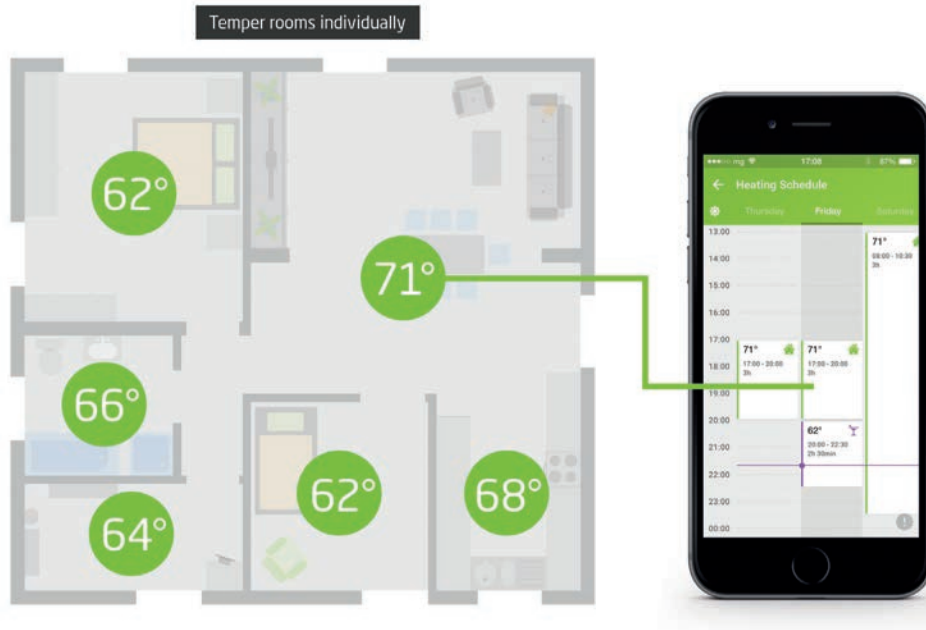 Temper rooms individually
62°
71°
66°
62°
68°
64°
mg 17:08 87%
Heating Schedule
Thursday Friday Saturday
13:00
14:00
15:00
16:00
17:00
18:00
19:00
20:00
21:00
22:00
23:00
00:00
71°
17:00 - 20:00
3h
71°
17:00 - 20:00
3h
62°
20:00 - 22:30
2h 30min
71°
08:00 - 10:30
3h